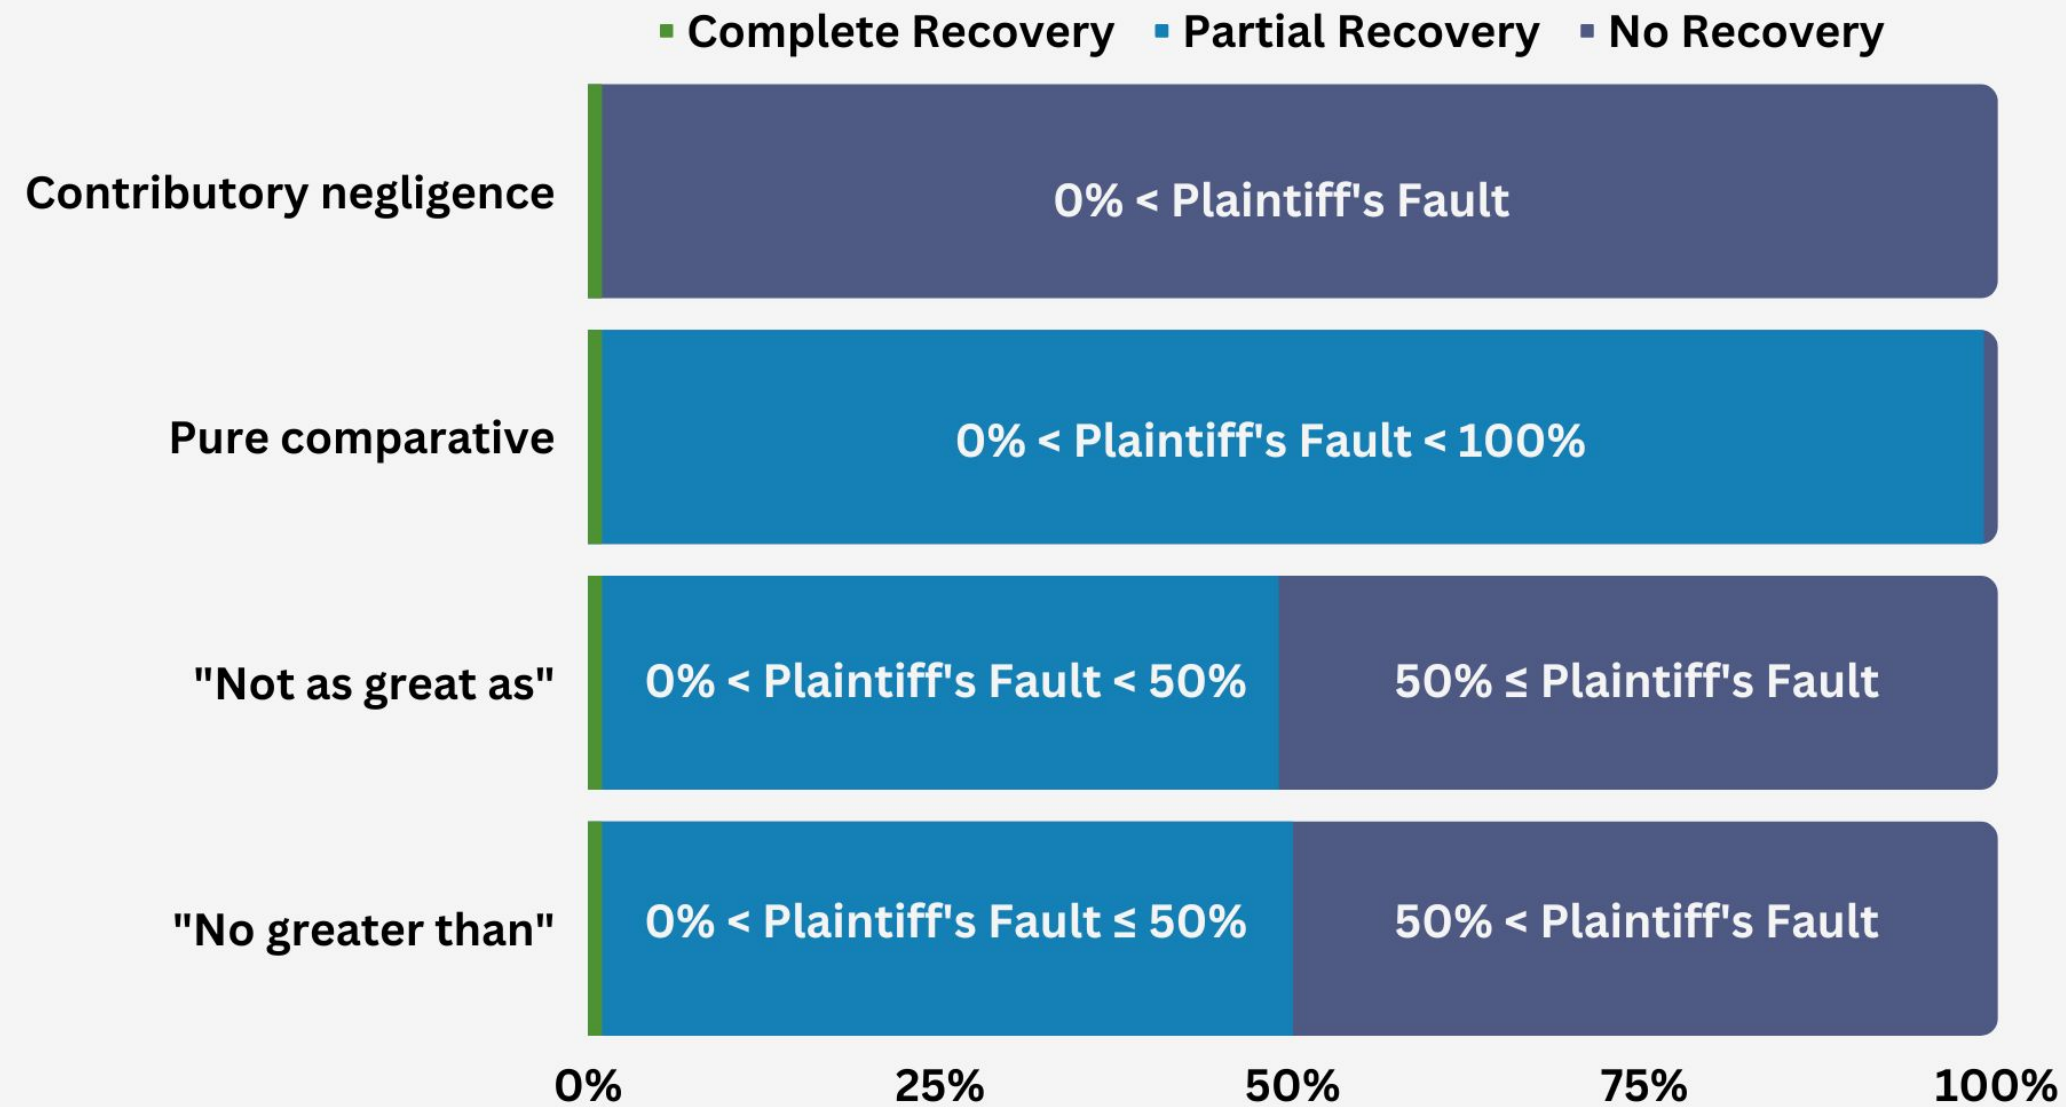 Complete Recovery Partial Recovery No Recovery
Contributory negligence
0% < Plaintiff's Fault
Pure comparative
0% < Plaintiff's Fault < 100%
"Not as great as"
0% < Plaintiff's Fault < 50%
50% ≤ Plaintiff's Fault
"No greater than"
0% < Plaintiff's Fault ≤ 50%
50% < Plaintiff's Fault
0% 25% 50% 75% 100%